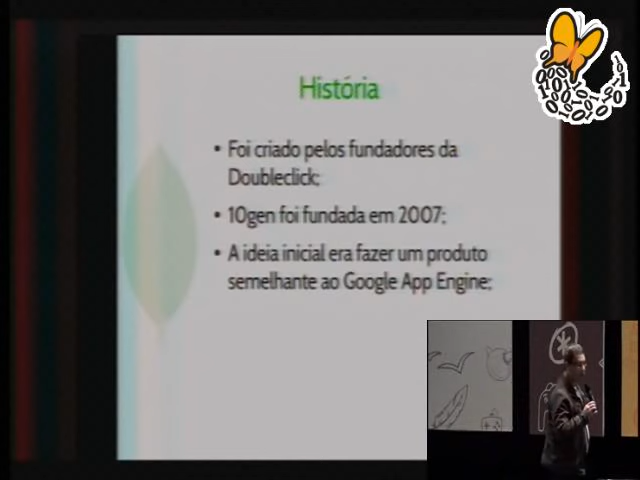 História
• Foi criado pelos fundadores da
Doubleclick;
• 10gen foi fundada em 2007;
• A ideia inicial era fazer um produto
semelhante ao Google App Engine;